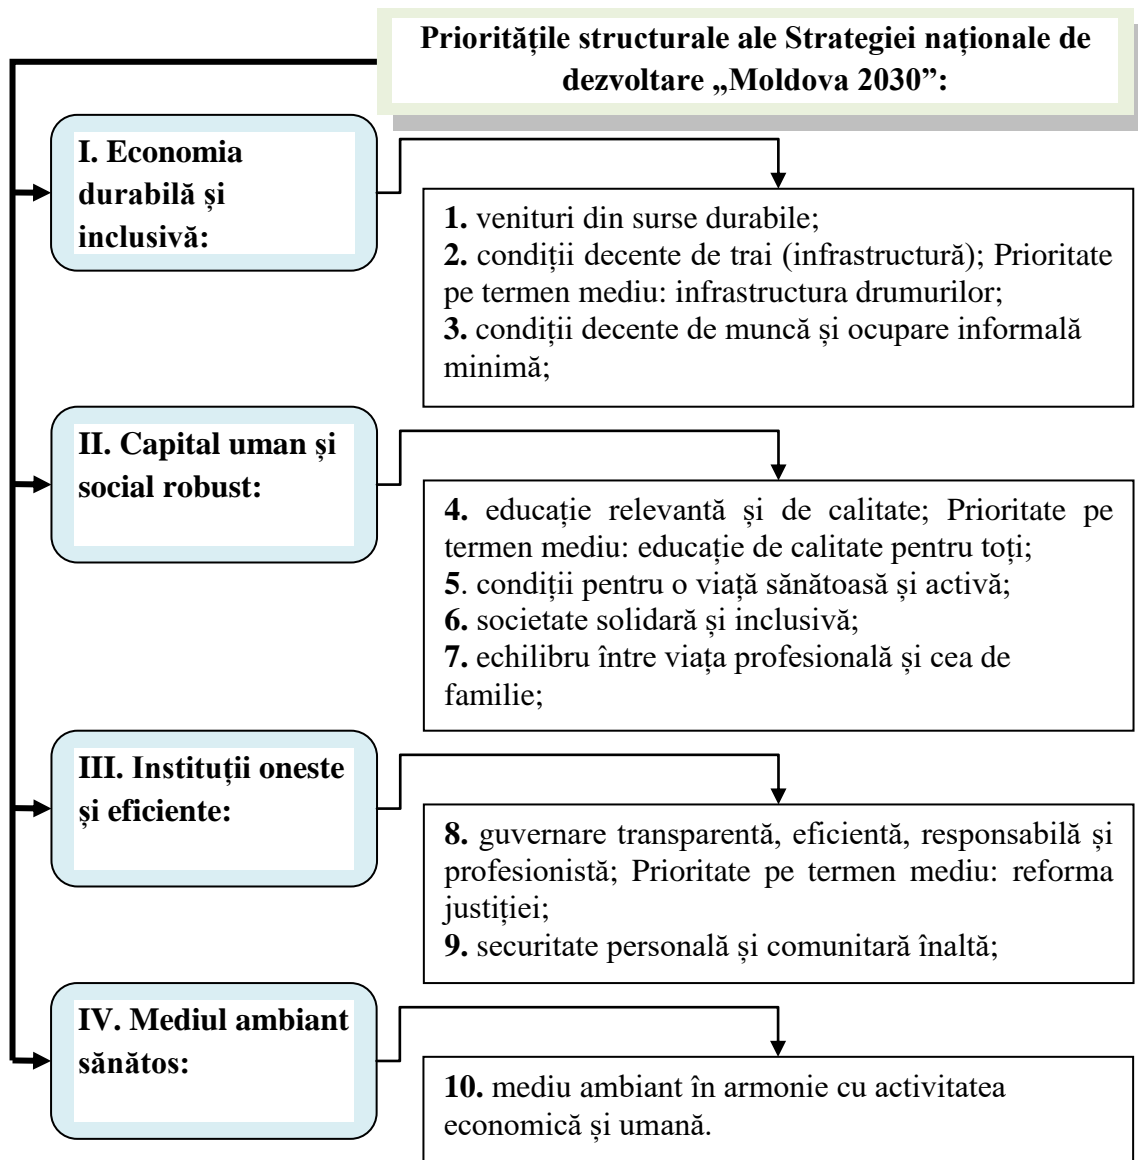 Prioritățile structurale ale Strategiei naționale de
dezvoltare „Moldova 2030”:
I. Economia
durabilă și
inclusivă:
1. venituri din surse durabile;
2. condiții decente de trai (infrastructură); Prioritate
pe termen mediu: infrastructura drumurilor;
3. condiții decente de muncă și ocupare informală
minimă;
II. Capital uman și
social robust:
4. educație relevantă și de calitate; Prioritate pe
termen mediu: educație de calitate pentru toți;
5. condiții pentru o viață sănătoasă și activă;
6. societate solidară și inclusivă;
7. echilibru între viața profesională și cea de
familie;
III. Instituții oneste
și eficiente:
8. guvernare transparentă, eficientă, responsabilă și
profesionistă; Prioritate pe termen mediu: reforma
justiției;
9. securitate personală și comunitară înaltă;
IV. Mediul ambiant
sănătos:
10. mediu ambiant în armonie cu activitatea
economică și umană.